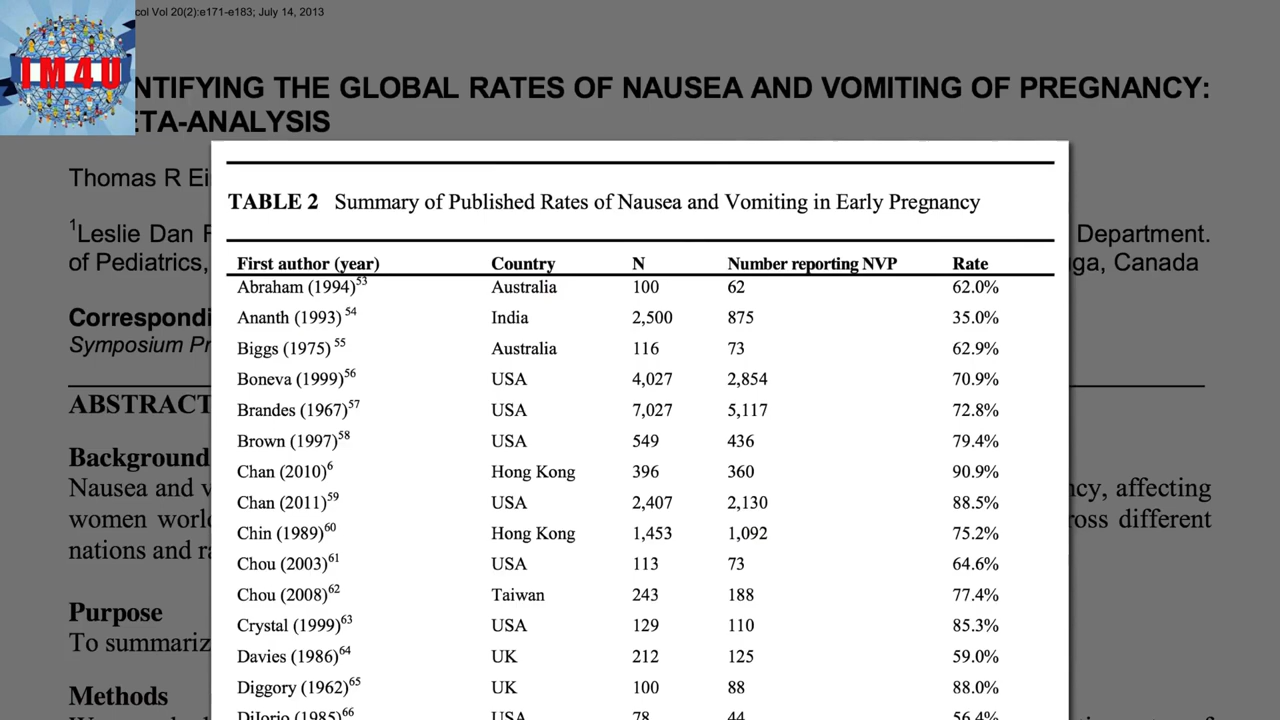 col Vol 20(2):e171-e183; July 14, 2013
IM4U
NTIFYING THE GLOBAL RATES OF NAUSEA AND VOMITING OF PREGNANCY:
ETA-ANALYSIS
Thomas R Ei
1Leslie Dan F Department.
of Pediatrics, uga, Canada
Correspondi
Symposium Pr
ABSTRACT
Background
Nausea and v ncy, affecting
women worl ross different
nations and ra
Purpose
To summariz
Methods
TABLE 2 Summary of Published Rates of Nausea and Vomiting in Early Pregnancy
First author (year) Country N Number reporting NVP Rate
Abraham (1994)53 Australia 100 62 62.0%
Ananth (1993) 54 India 2,500 875 35.0%
Biggs (1975) 55 Australia 116 73 62.9%
Boneva (1999)56 USA 4,027 2,854 70.9%
Brandes (1967)57 USA 7,027 5,117 72.8%
Brown (1997)58 USA 549 436 79.4%
Chan (2010)6 Hong Kong 396 360 90.9%
Chan (2011)59 USA 2,407 2,130 88.5%
Chin (1989)60 Hong Kong 1,453 1,092 75.2%
Chou (2003)61 USA 113 73 64.6%
Chou (2008)62 Taiwan 243 188 77.4%
Crystal (1999)63 USA 129 110 85.3%
Davies (1986)64 UK 212 125 59.0%
Diggory (1962)65 UK 100 88 88.0%
DiIorio (1985)66 USA 78 44 56.4%